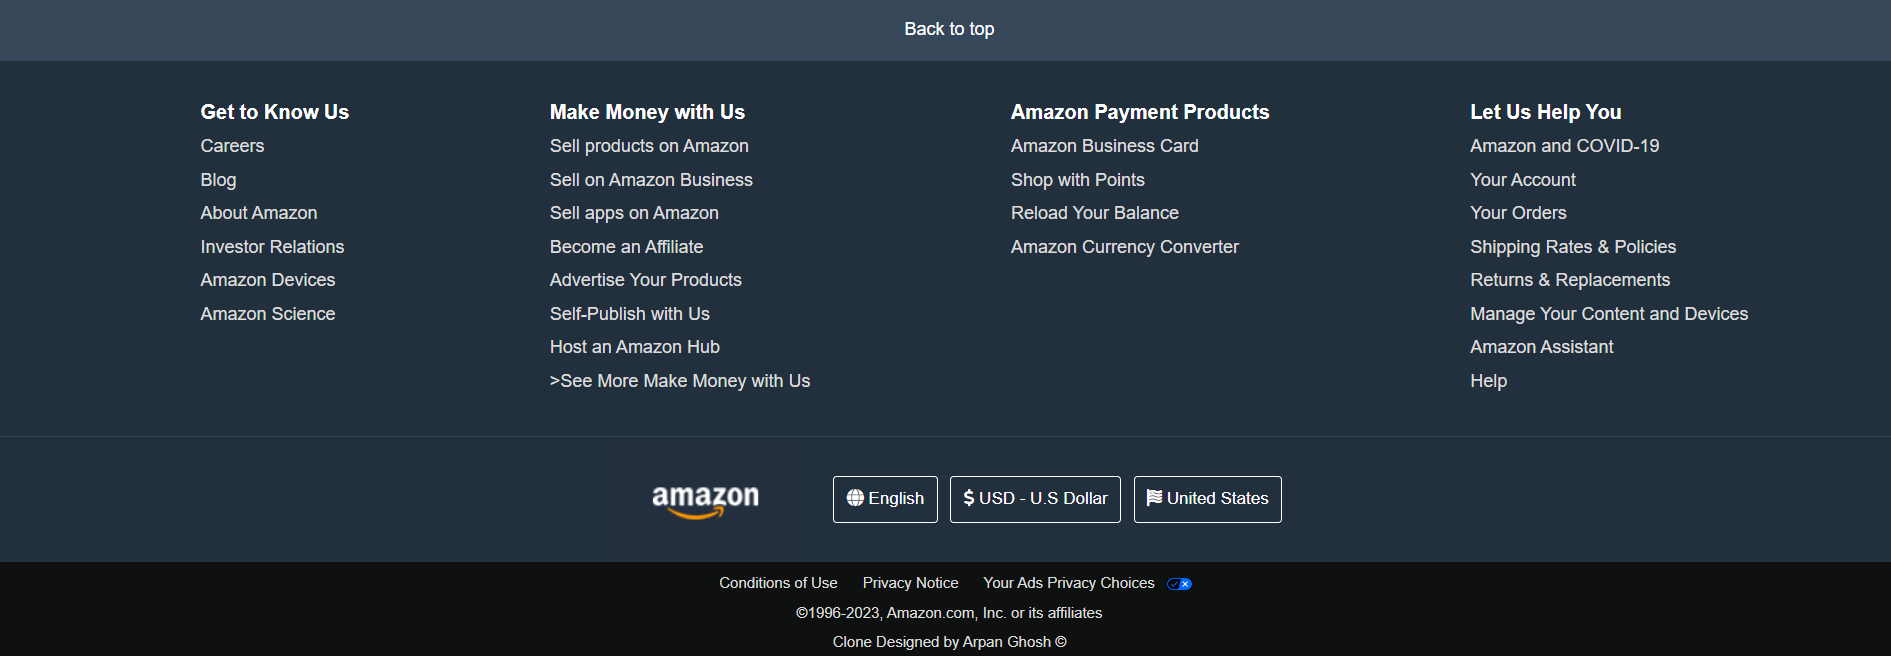 Back to top
Get to Know Us
Careers
Blog
About Amazon
Investor Relations
Amazon Devices
Amazon Science
Make Money with Us
Sell products on Amazon
Sell on Amazon Business
Sell apps on Amazon
Become an Affiliate
Advertise Your Products
Self-Publish with Us
Host an Amazon Hub
>See More Make Money with Us
Amazon Payment Products
Amazon Business Card
Shop with Points
Reload Your Balance
Amazon Currency Converter
Let Us Help You
Amazon and COVID-19
Your Account
Your Orders
Shipping Rates & Policies
Returns & Replacements
Manage Your Content and Devices
Amazon Assistant
Help
amazon
English
$ USD - U.S Dollar
United States
Conditions of Use Privacy Notice Your Ads Privacy Choices
©1996-2023, Amazon.com, Inc. or its affiliates
Clone Designed by Arpan Ghosh ©